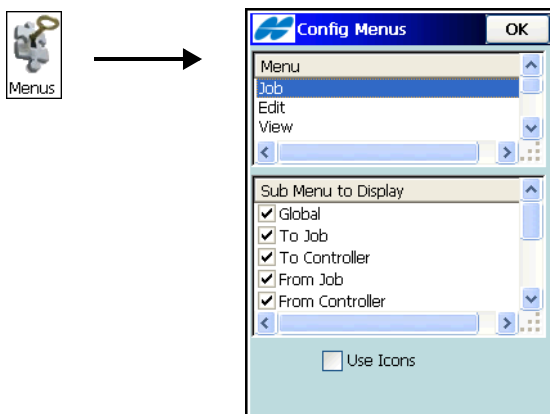 Menus
Config Menus OK
Menu
Job
Edit
View
Sub Menu to Display
Global
To Job
To Controller
From Job
From Controller
Use Icons